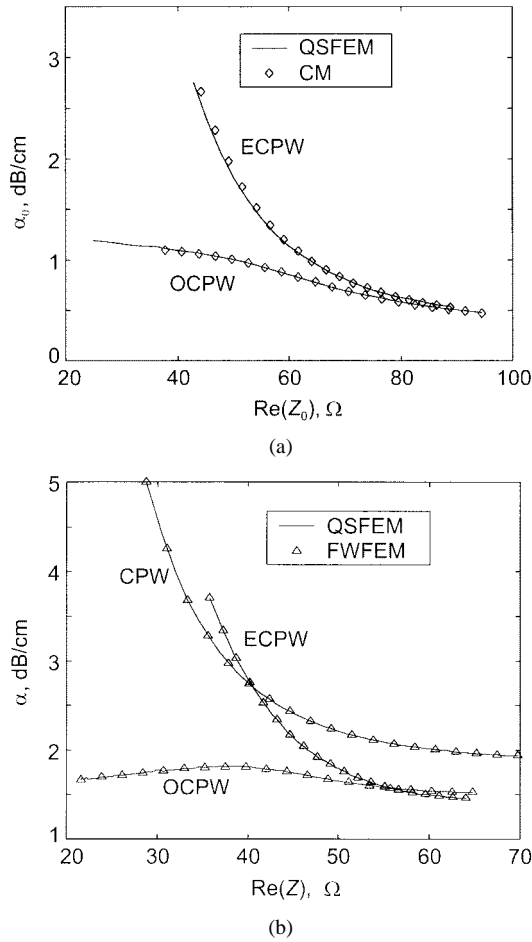 3
2
1
0
α₀, dB/cm
QSFEM
CM
ECPW
OCPW
20 40 60 80 100
Re(Z₀), Ω
(a)
5
4
3
2
1
α, dB/cm
QSFEM
FWFEM
CPW
ECPW
OCPW
20 30 40 50 60 70
Re(Z), Ω
(b)